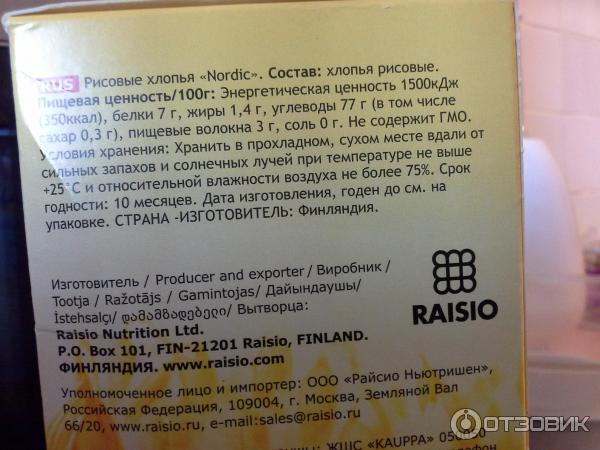 RUS Рисовые хлопья «Nordic». Состав: хлопья рисовые.
Пищевая ценность/100г: Энергетическая ценность 1500кДж
(350ккал), белки 7 г, жиры 1,4 г, углеводы 77 г (в том числе
сахар 0,3 г), пищевые волокна 3 г, соль 0 г. Не содержит ГМО.
Условия хранения: Хранить в прохладном, сухом месте вдали от
сильных запахов и солнечных лучей при температуре не выше
+25°С и относительной влажности воздуха не более 75%. Срок
годности: 10 месяцев. Дата изготовления, годен до см. на
упаковке. СТРАНА -ИЗГОТОВИТЕЛЬ: Финляндия.
Изготовитель / Producer and exporter / Виробник /
Tootja / Ražotājs / Gamintojas/ Дайындаушы/
İstehsalçı/ დამამზადებელი/ Вытворца:
Raisio Nutrition Ltd.
P.O. Box 101, FIN-21201 Raisio, FINLAND.
ФИНЛЯНДИЯ. www.raisio.com
RAISIO
Уполномоченное лицо и импортер: ООО «Райсио Ньютришен»,
Российская Федерация, 109004, г. Москва, Земляной Вал
66/20, www.raisio.ru, e-mail:sales@raisio.ru
ЖШС "KAUPPA" 050050
ОТЗОВИК